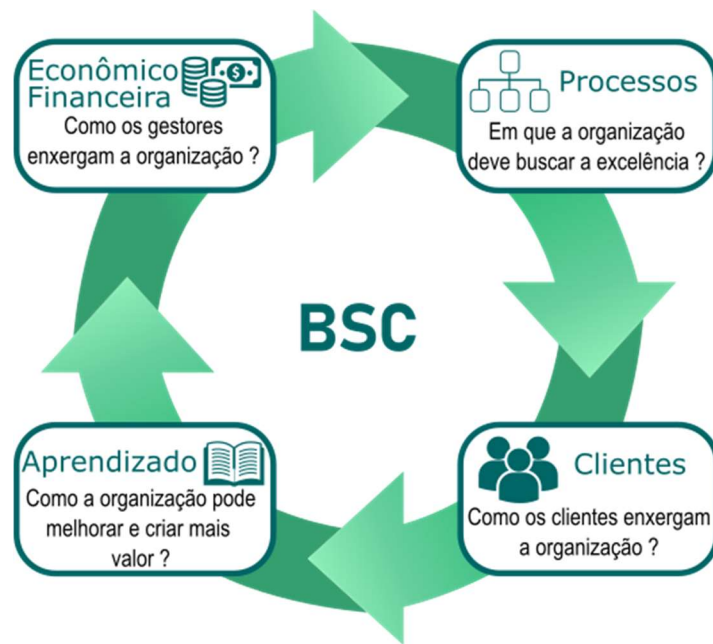 Econômico
Financeira
Como os gestores
enxergam a organização ?
Processos
Em que a organização
deve buscar a excelência ?
BSC
Aprendizado
Como a organização pode
melhorar e criar mais
valor ?
Clientes
Como os clientes enxergam
a organização ?